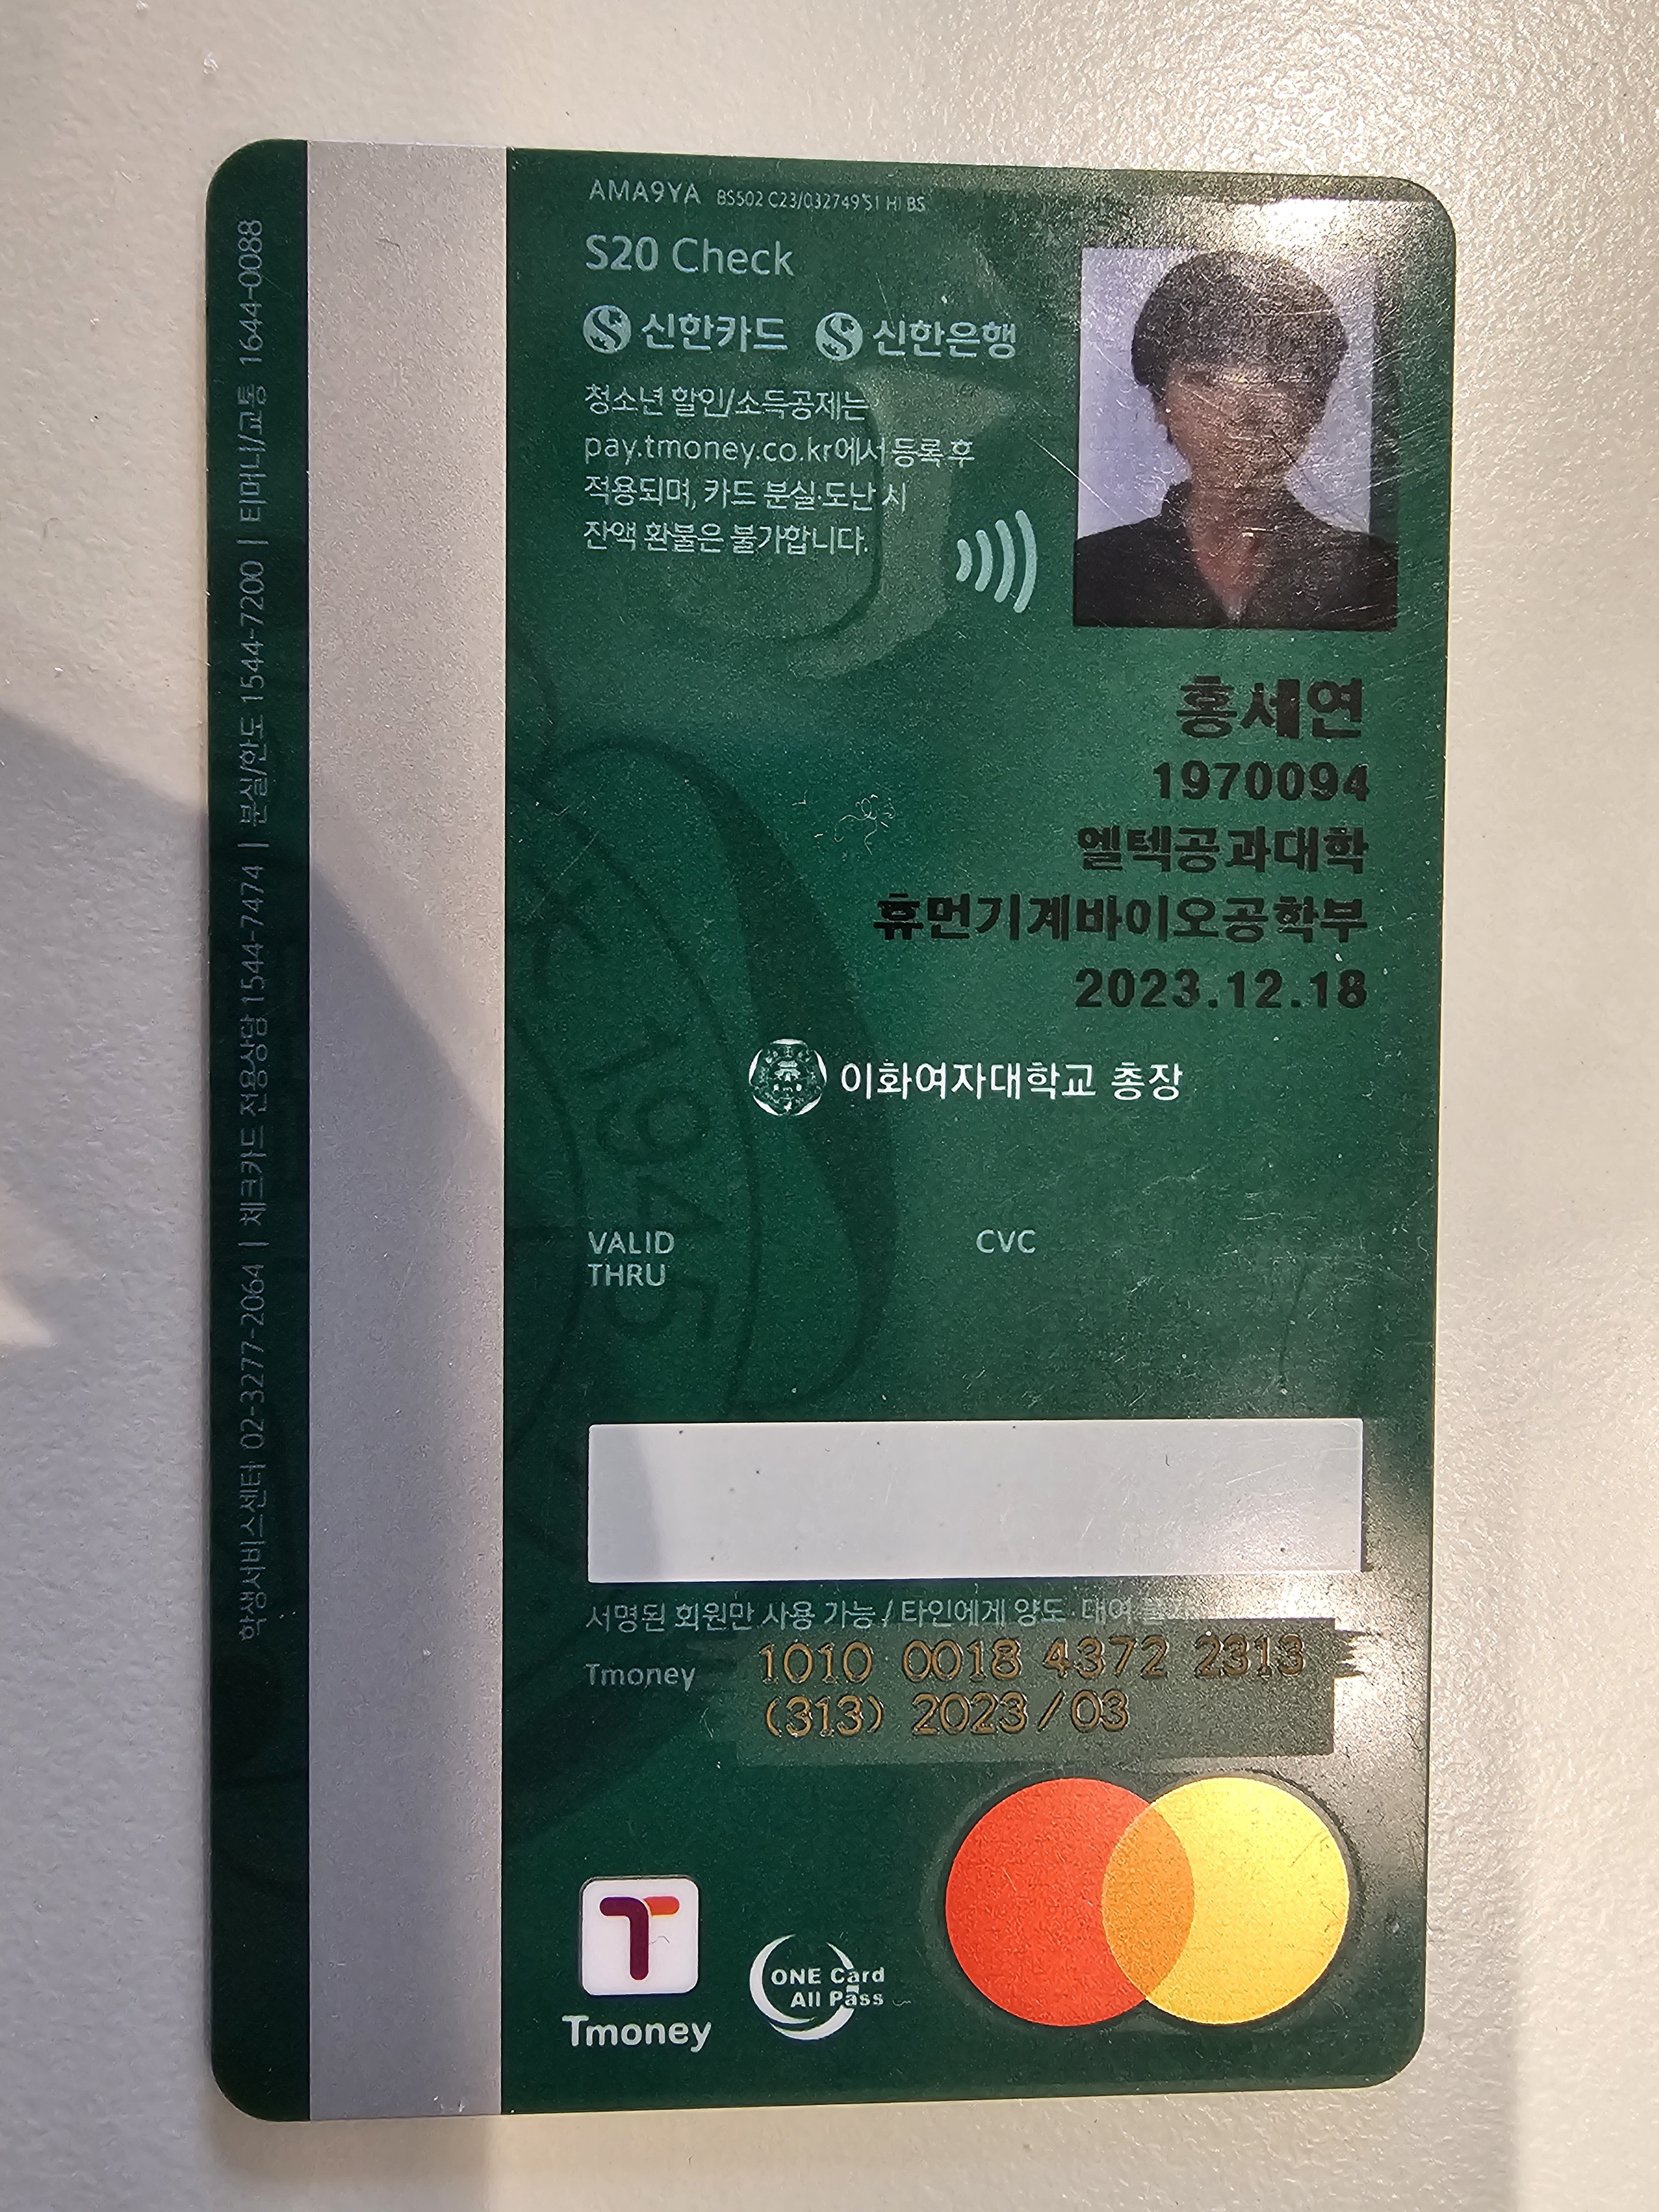 AMA9YA BS502 C23/032749 S1 HI BS
S20 Check
신한카드 신한은행
청소년 할인/소득공제는
pay.tmoney.co.kr에서 등록 후
적용되며, 카드 분실·도난 시
잔액 환불은 불가합니다.
홍세연
1970094
엘텍공과대학
휴먼기계바이오공학부
2023.12.18
이화여자대학교 총장
1945
VALID
THRU
CVC
서명된 회원만 사용 가능 / 타인에게 양도·대여 불가
Tmoney 1010 0018 4372 2313
(313) 2023/03
Tmoney
ONE Card
All Pass
학생서비스센터 02-3277-2064 | 체크카드 전용상담 1544-7474 | 분실/한도 1544-7200 | 티머니/교통 1644-0088